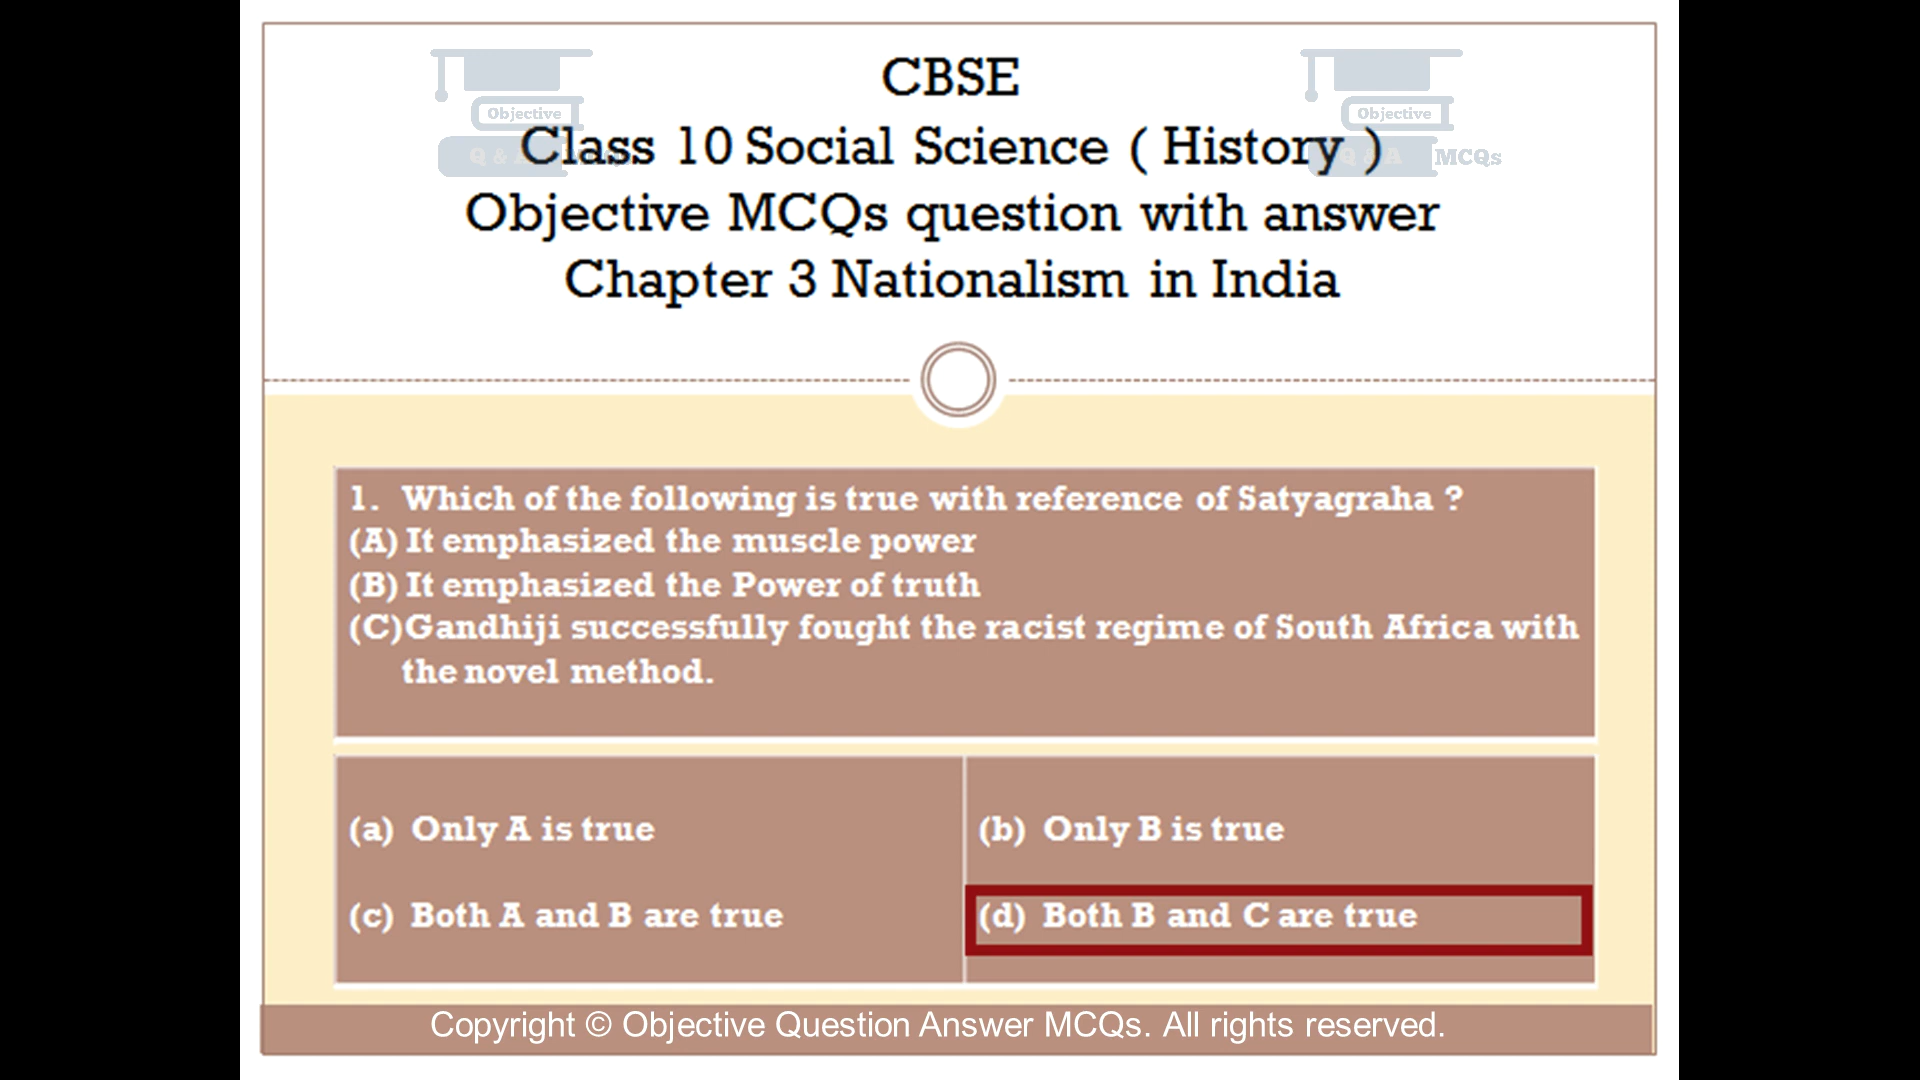 CBSE
Objective
Objective
Class 10 Social Science ( History )
Q & A
Q & A MCQs
Objective MCQs question with answer
Chapter 3 Nationalism in India
1. Which of the following is true with reference of Satyagraha ?
(A) It emphasized the muscle power
(B) It emphasized the Power of truth
(C)Gandhiji successfully fought the racist regime of South Africa with
the novel method.
(a) Only A is true
(b) Only B is true
(c) Both A and B are true
(d) Both B and C are true
Copyright © Objective Question Answer MCQs. All rights reserved.